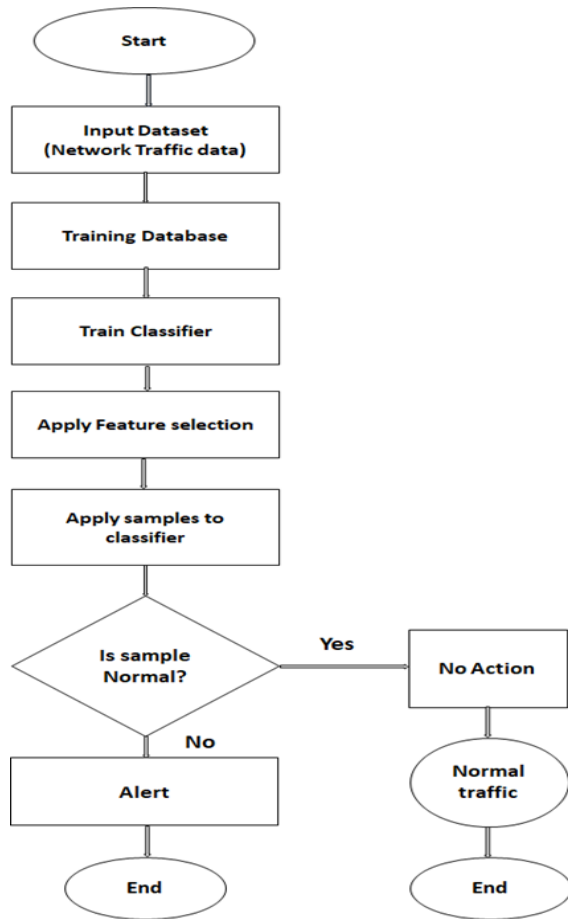 Start
Input Dataset
(Network Traffic data)
Training Database
Train Classifier
Apply Feature selection
Apply samples to
classifier
Is sample
Normal?
Yes
No Action
No
Normal
traffic
Alert
End
End